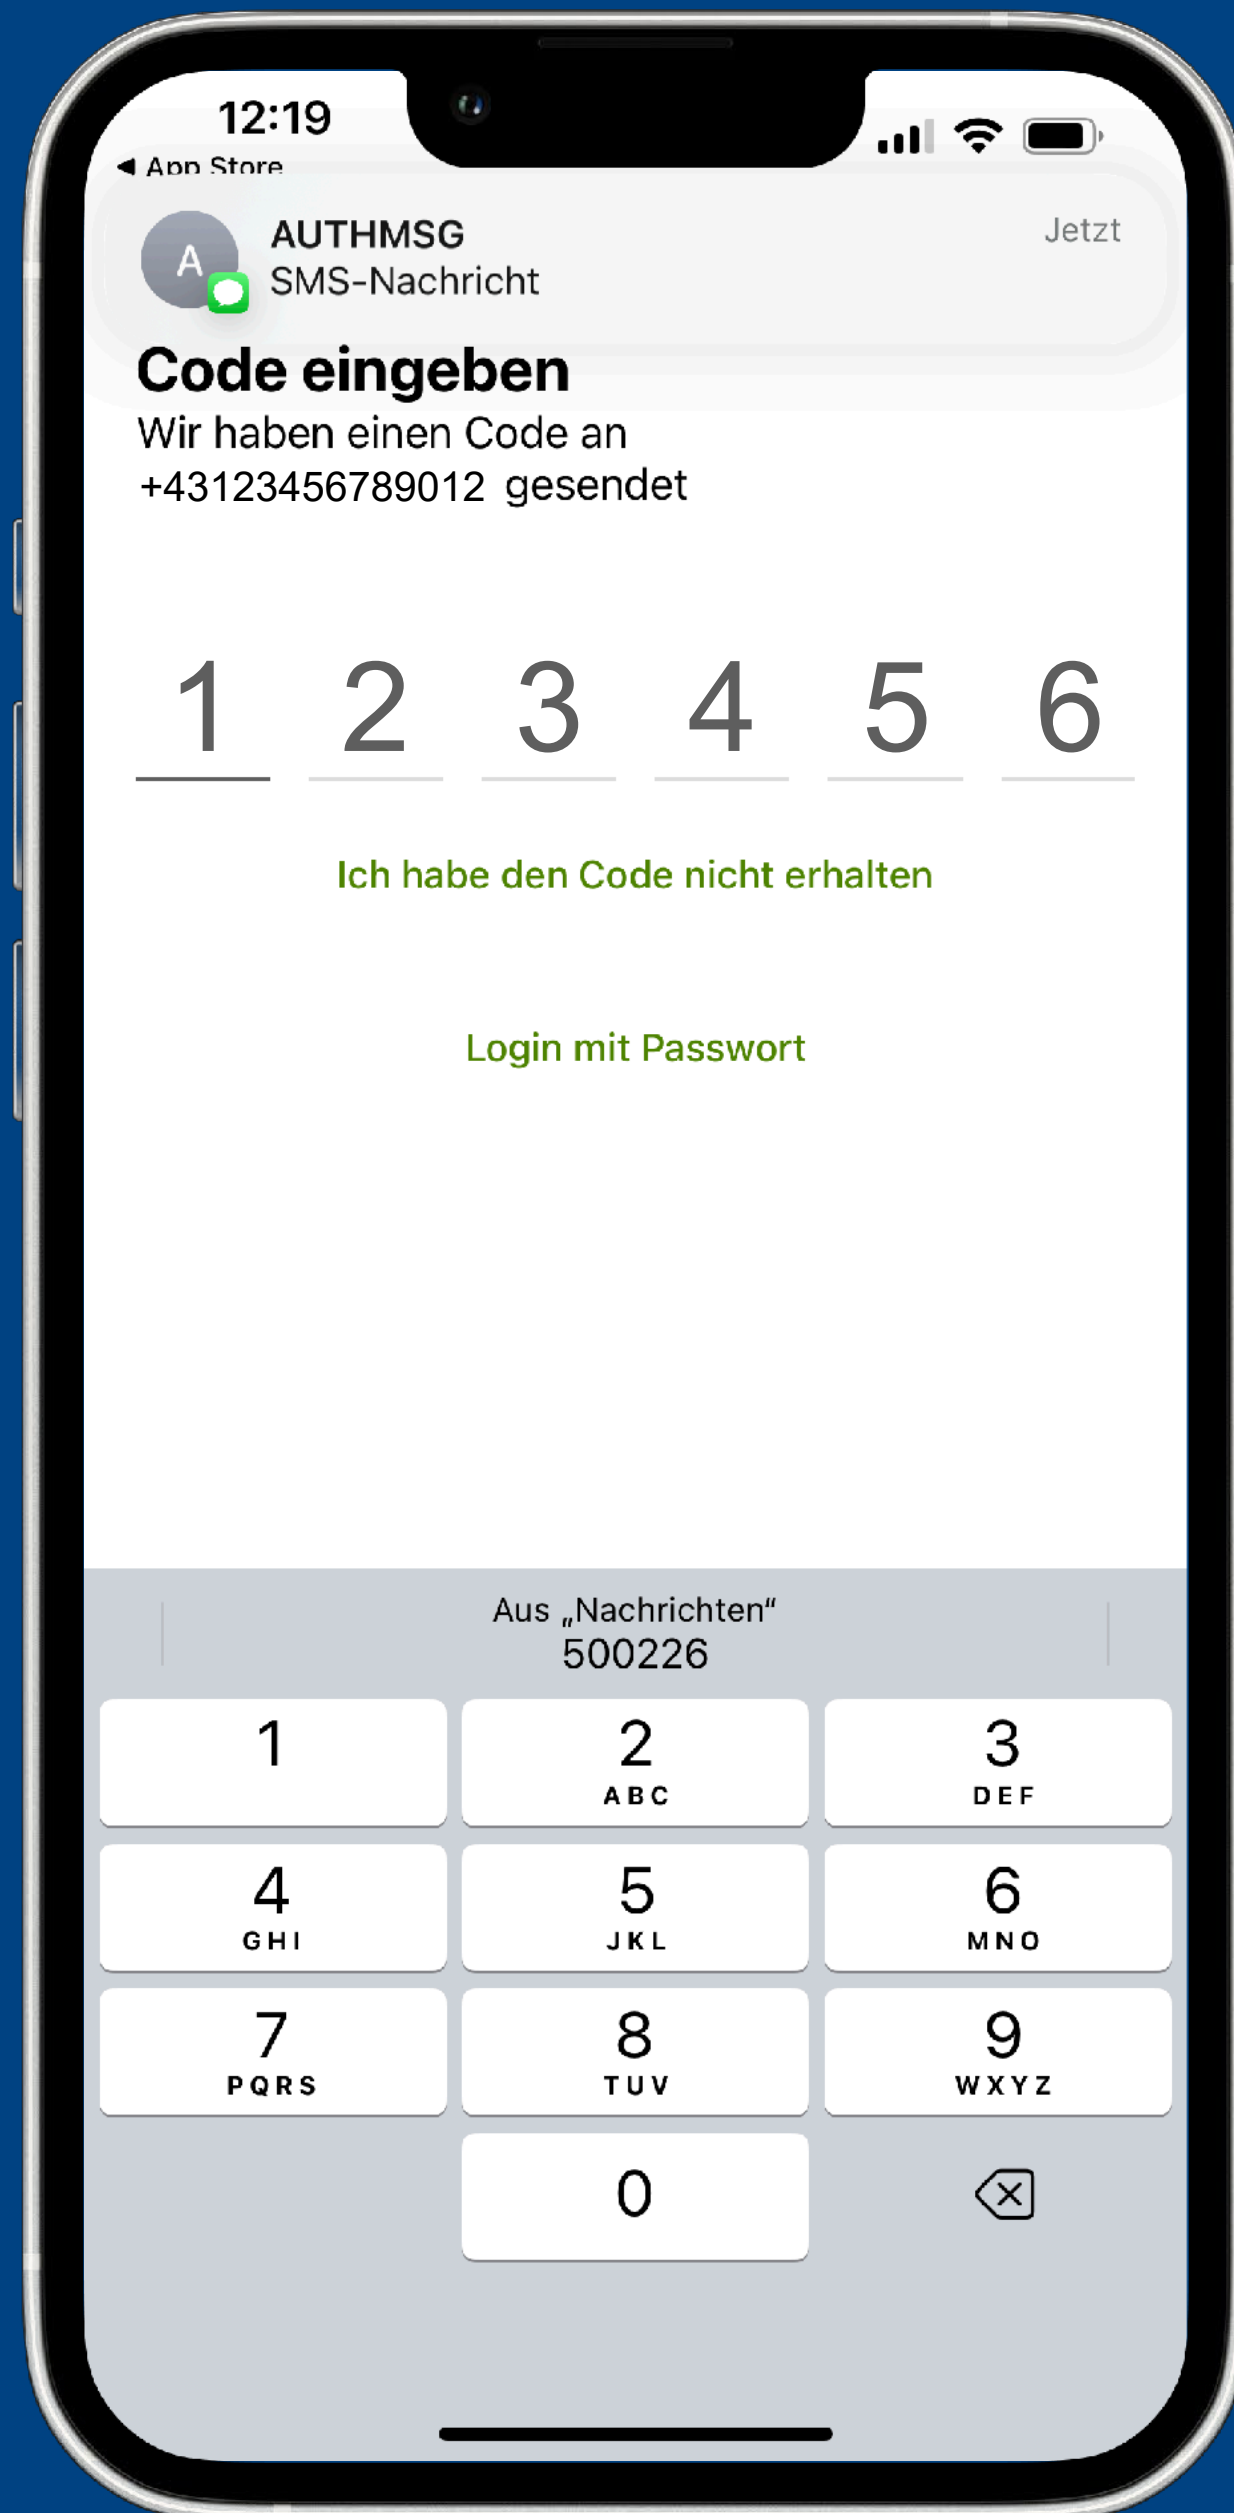 12:19
◀ App Store
A
AUTHMSG
Jetzt
SMS-Nachricht
Code eingeben
Wir haben einen Code an
+43123456789012 gesendet
1 2 3 4 5 6
Ich habe den Code nicht erhalten
Login mit Passwort
Aus „Nachrichten“
500226
1 2 3
ABC DEF
4 5 6
GHI JKL MNO
7 8 9
PQRS TUV WXYZ
0